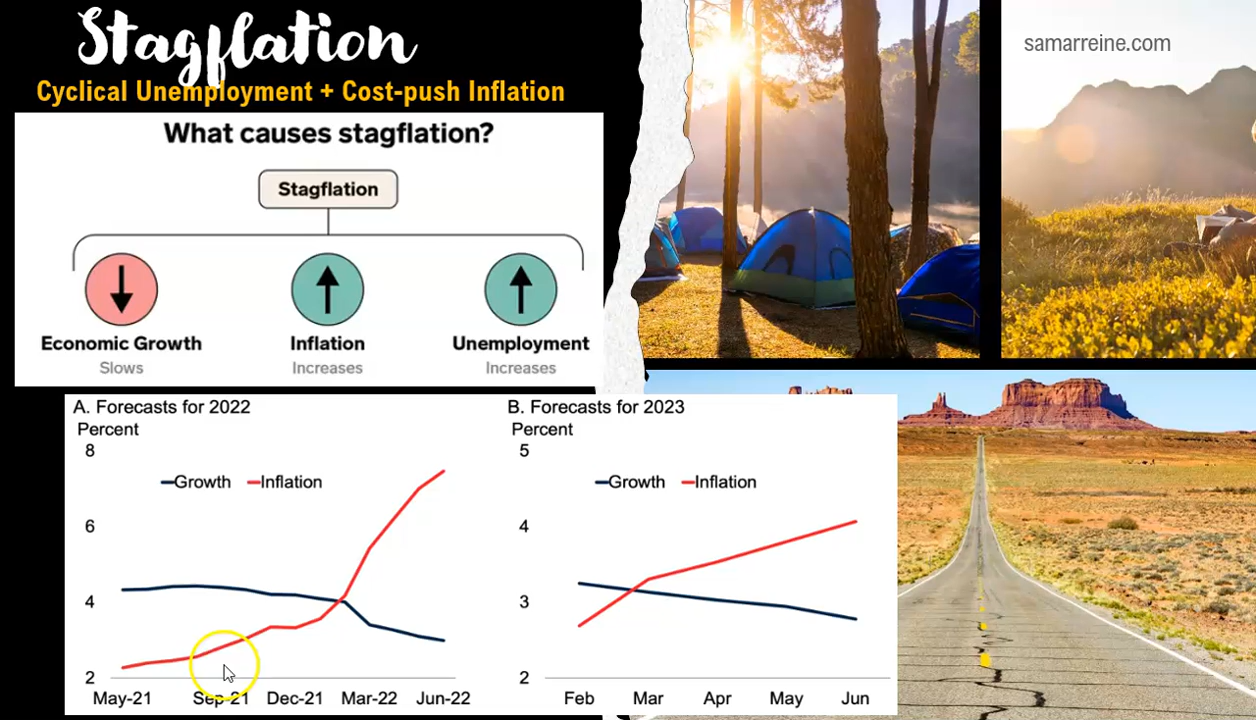 Stagflation
Cyclical Unemployment + Cost-push Inflation
What causes stagflation?
Stagflation
Economic Growth
Slows
Inflation
Increases
Unemployment
Increases
samarreine.com
A. Forecasts for 2022
Percent
8
Growth Inflation
6
4
2
May-21 Sep-21 Dec-21 Mar-22 Jun-22
B. Forecasts for 2023
Percent
5
Growth Inflation
4
3
2
Feb Mar Apr May Jun